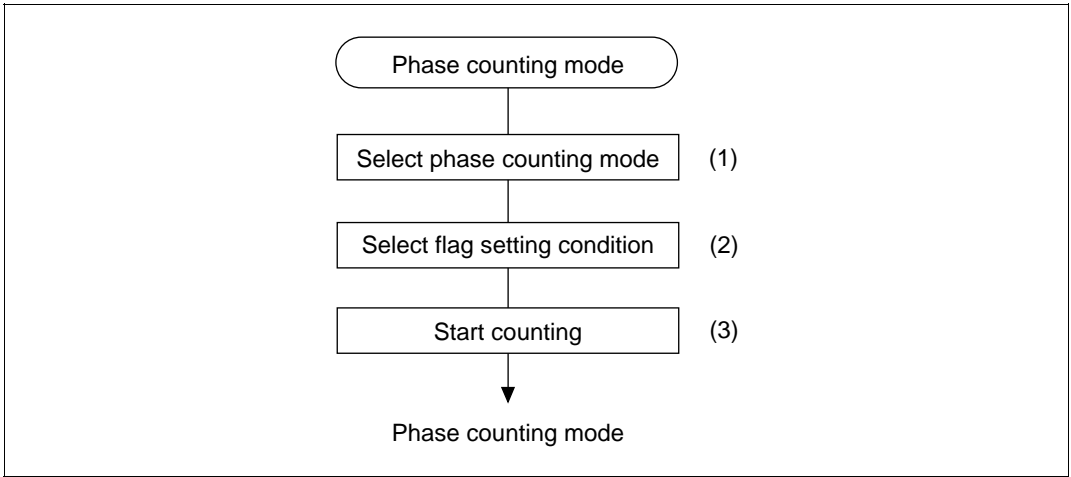 Phase counting mode
Select phase counting mode (1)
Select flag setting condition (2)
Start counting (3)
Phase counting mode